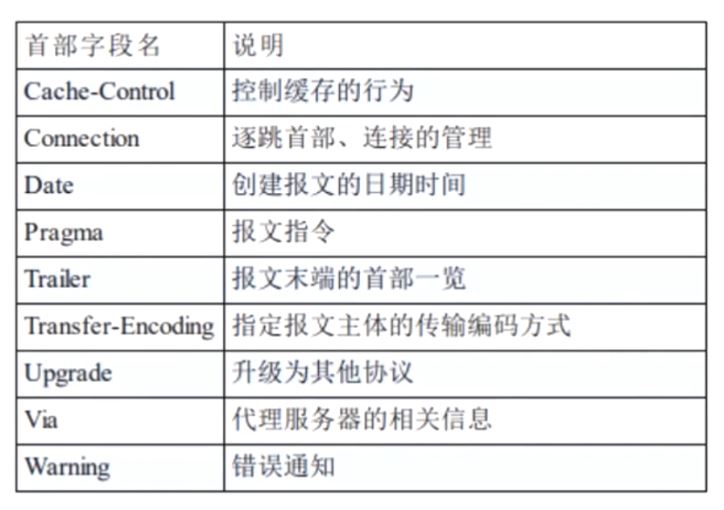 首部字段名 说明
Cache-Control 控制缓存的行为
Connection 逐跳首部、连接的管理
Date 创建报文的日期时间
Pragma 报文指令
Trailer 报文末端的首部一览
Transfer-Encoding 指定报文主体的传输编码方式
Upgrade 升级为其他协议
Via 代理服务器的相关信息
Warning 错误通知